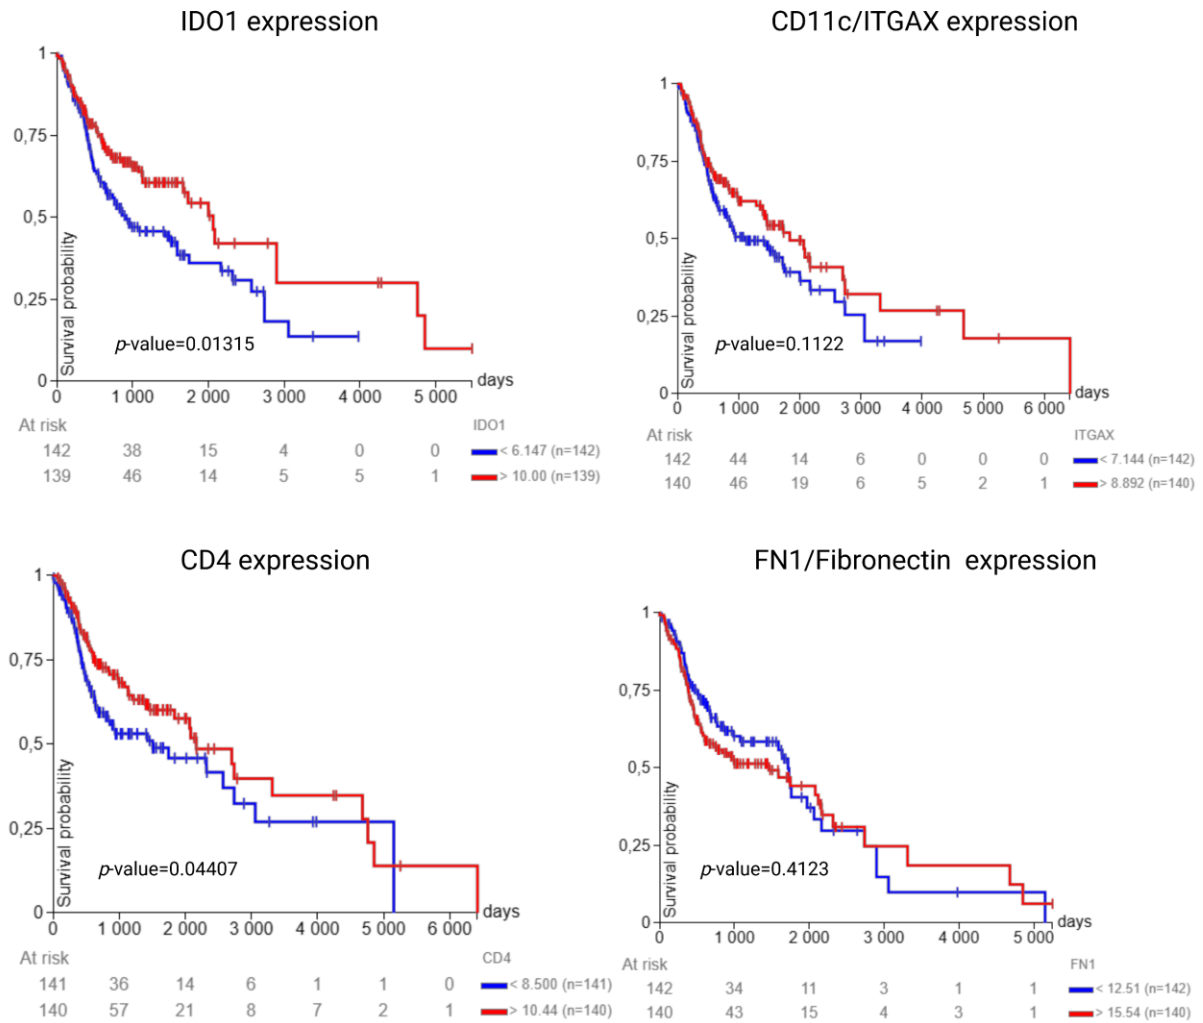 IDO1 expression
1
0,75
0,5
0,25
0
Survival probability
p-value=0.01315
0 1 000 2 000 3 000 4 000 5 000 days
At risk IDO1
142 38 15 4 0 0 < 6.147 (n=142)
139 46 14 5 5 1 > 10.00 (n=139)
CD11c/ITGAX expression
1
0,75
0,5
0,25
0
Survival probability
p-value=0.1122
0 1 000 2 000 3 000 4 000 5 000 6 000 days
At risk ITGAX
142 44 14 6 0 0 0 < 7.144 (n=142)
140 46 19 6 5 2 1 > 8.892 (n=140)
CD4 expression
1
0,75
0,5
0,25
0
Survival probability
p-value=0.04407
0 1 000 2 000 3 000 4 000 5 000 6 000 days
At risk CD4
141 36 14 6 1 1 0 < 8.500 (n=141)
140 57 21 8 7 2 1 > 10.44 (n=140)
FN1/Fibronectin expression
1
0,75
0,5
0,25
0
Survival probability
p-value=0.4123
0 1 000 2 000 3 000 4 000 5 000 days
At risk FN1
142 34 11 3 1 1 < 12.51 (n=142)
140 43 15 4 3 1 > 15.54 (n=140)